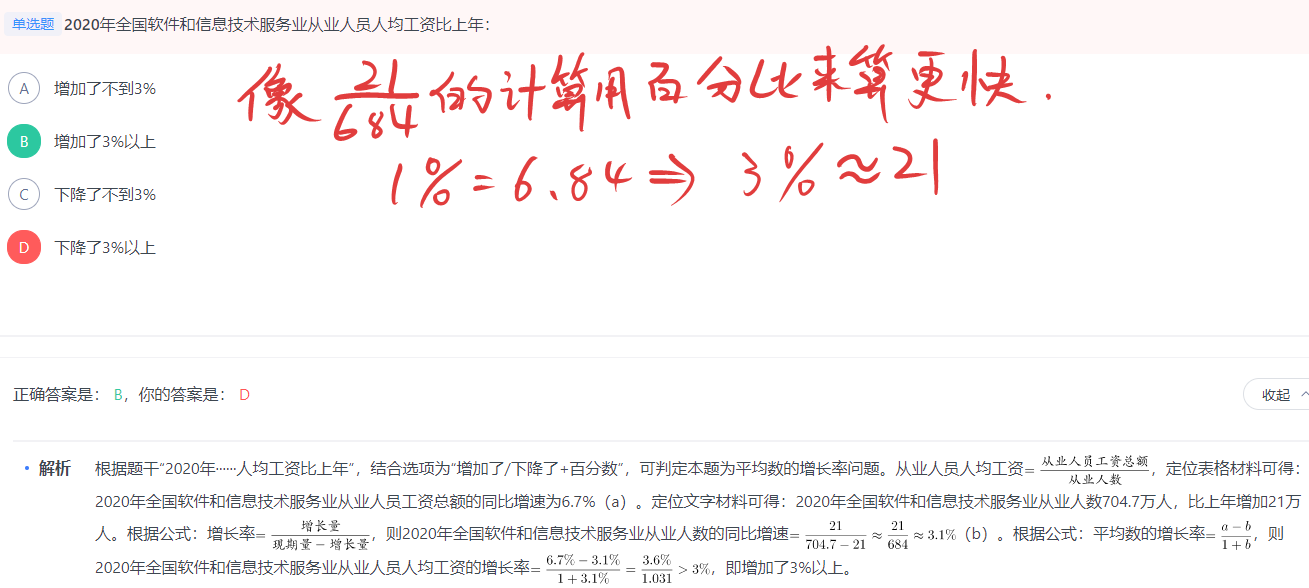 单选题 2020年全国软件和信息技术服务业从业人员人均工资比上年：
A 增加了不到3%
像 21/684 的计算用百分比来算更快．
B 增加了3%以上
1%=6.84⇒ 3%≈21
C 下降了不到3%
D 下降了3%以上
正确答案是： B， 你的答案是： D
收起
• 解析 根据题干“2020年……人均工资比上年”，结合选项为“增加了/下降了+百分数”，可判定本题为平均数的增长率问题。从业人员人均工资= 从业人员工资总额/从业人数，定位表格材料可得：
2020年全国软件和信息技术服务业从业人员工资总额的同比增速为6.7%（a）。定位文字材料可得：2020年全国软件和信息技术服务业从业人数704.7万人，比上年增加21万
人。根据公式：增长率= 增长量/现期量－增长量，则2020年全国软件和信息技术服务业从业人数的同比增速= 21/704.7－21 ≈ 21/684 ≈ 3.1%（b）。根据公式：平均数的增长率= a－b/1+b，则
2020年全国软件和信息技术服务业从业人员人均工资的增长率= 6.7%－3.1%/1+3.1% = 3.6%/1.031 > 3%，即增加了3%以上。